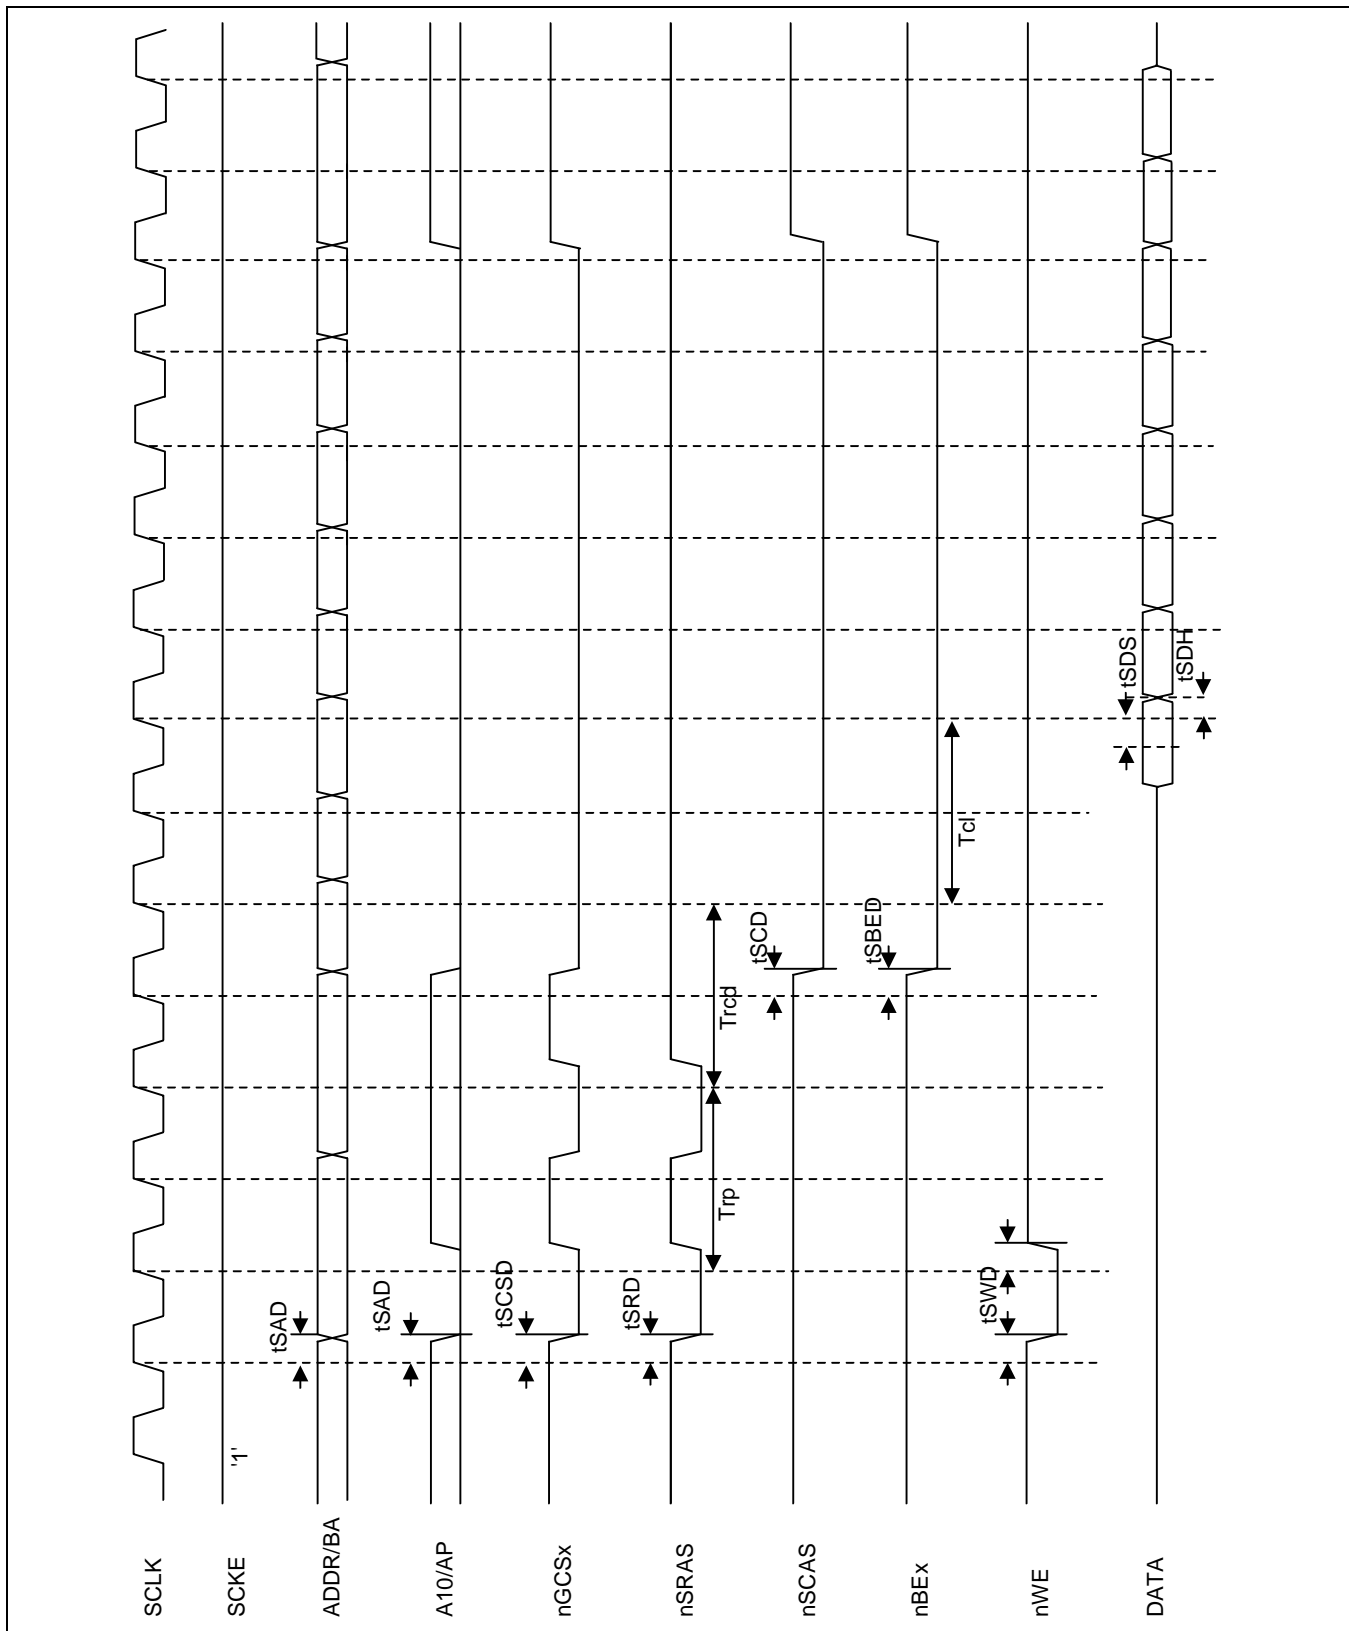 SCLK
SCKE
'1'
ADDR/BA
tSAD
A10/AP
tSAD
nGCSx
tSCSD
nSRAS
tSRD
Trp
Trcd
nSCAS
tSCD
nBEx
tSBED
Tcl
nWE
tSWD
DATA
tSDS
tSDH